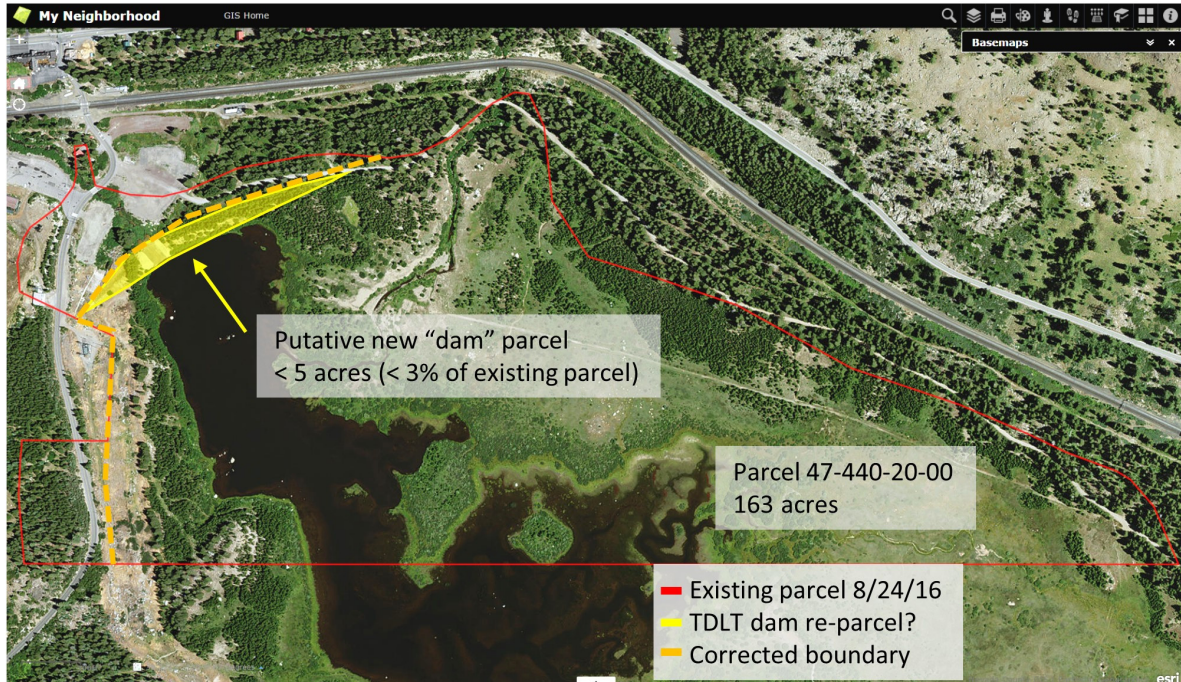 My Neighborhood
GIS Home
Basemaps
Putative new “dam” parcel
< 5 acres (< 3% of existing parcel)
Parcel 47-440-20-00
163 acres
Existing parcel 8/24/16
TDLT dam re-parcel?
Corrected boundary
esri